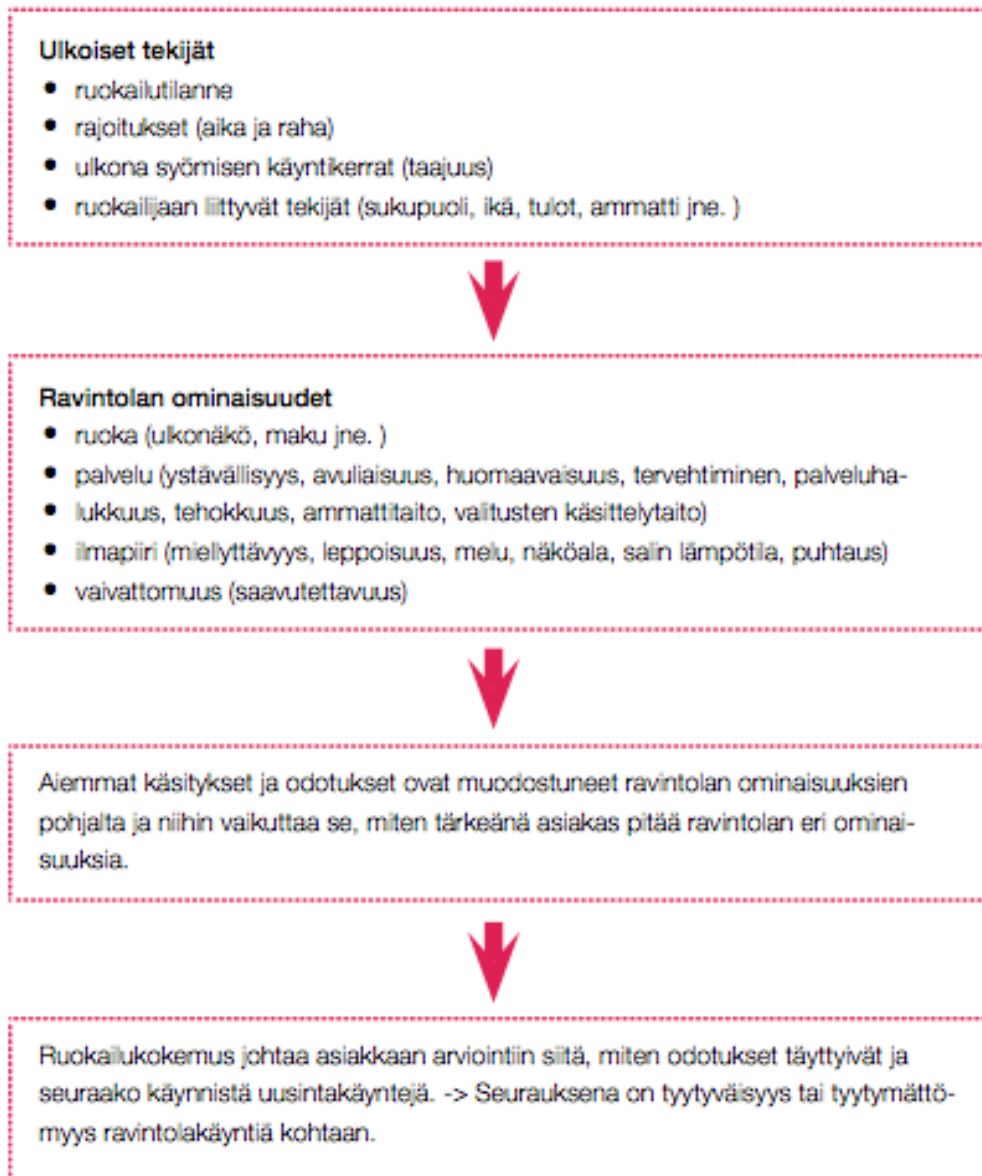 Ulkoiset tekijät
• ruokailutilanne
• rajoitukset (aika ja raha)
• ulkona syömisen käyntikerrat (taajuus)
• ruokailijaan liittyvät tekijät (sukupuoli, ikä, tulot, ammatti jne. )
Ravintolan ominaisuudet
• ruoka (ulkonäkö, maku jne. )
• palvelu (ystävällisyys, avuliaisuus, huomaavaisuus, tervehtiminen, palveluha-
• lukkuus, tehokkuus, ammattitaito, valitusten käsittelytaito)
• ilmapiiri (miellyttävyys, leppoisuus, melu, näköala, salin lämpötila, puhtaus)
• vaivattomuus (saavutettavuus)
Aiemmat käsitykset ja odotukset ovat muodostuneet ravintolan ominaisuuksien
pohjalta ja niihin vaikuttaa se, miten tärkeänä asiakas pitää ravintolan eri ominai-
suuksia.
Ruokailukokemus johtaa asiakkaan arviointiin siitä, miten odotukset täyttyivät ja
seuraako käynnistä uusintakäyntejä. -> Seurauksena on tyytyväisyys tai tyytymättö-
myys ravintolakäyntiä kohtaan.